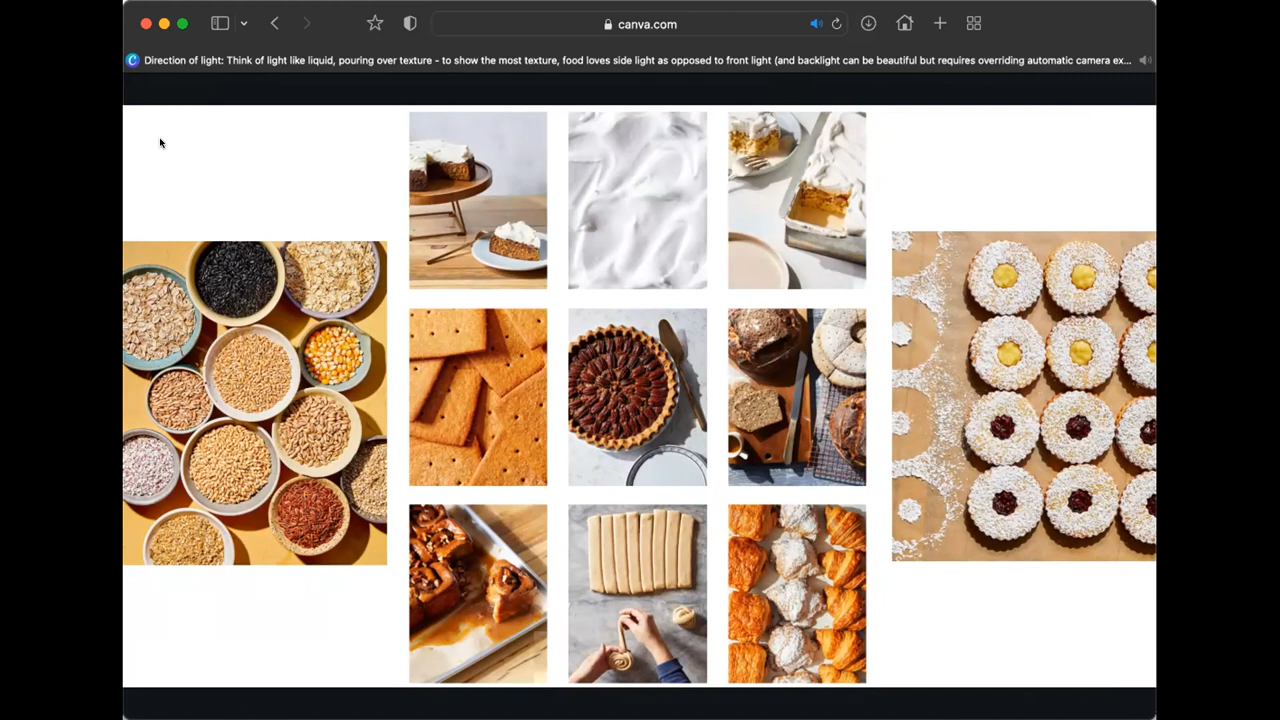 canva.com
Direction of light: Think of light like liquid, pouring over texture - to show the most texture, food loves side light as opposed to front light (and backlight can be beautiful but requires overriding automatic camera ex...